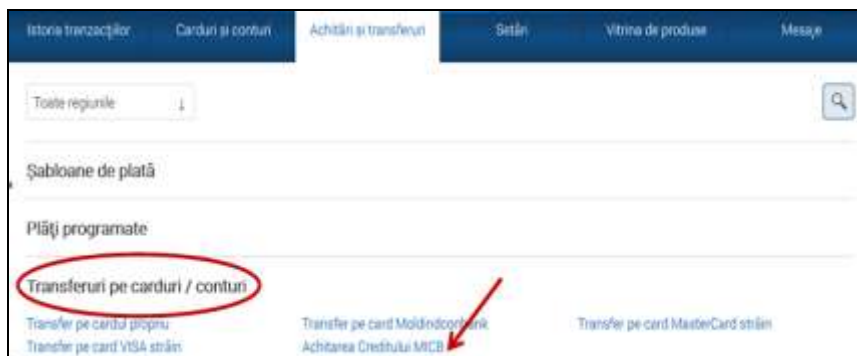 Istoria tranzacțiilor Carduri și conturi Achitări și transferuri Setări Vitrina de produse Mesaje
Toate regiunile ↓
Șabloane de plată
Plăți programate
Transferuri pe carduri / conturi
Transfer pe cardul propriu Transfer pe card Moldindconbank Transfer pe card MasterCard străin
Transfer pe card VISA străin Achitarea Creditului MICB